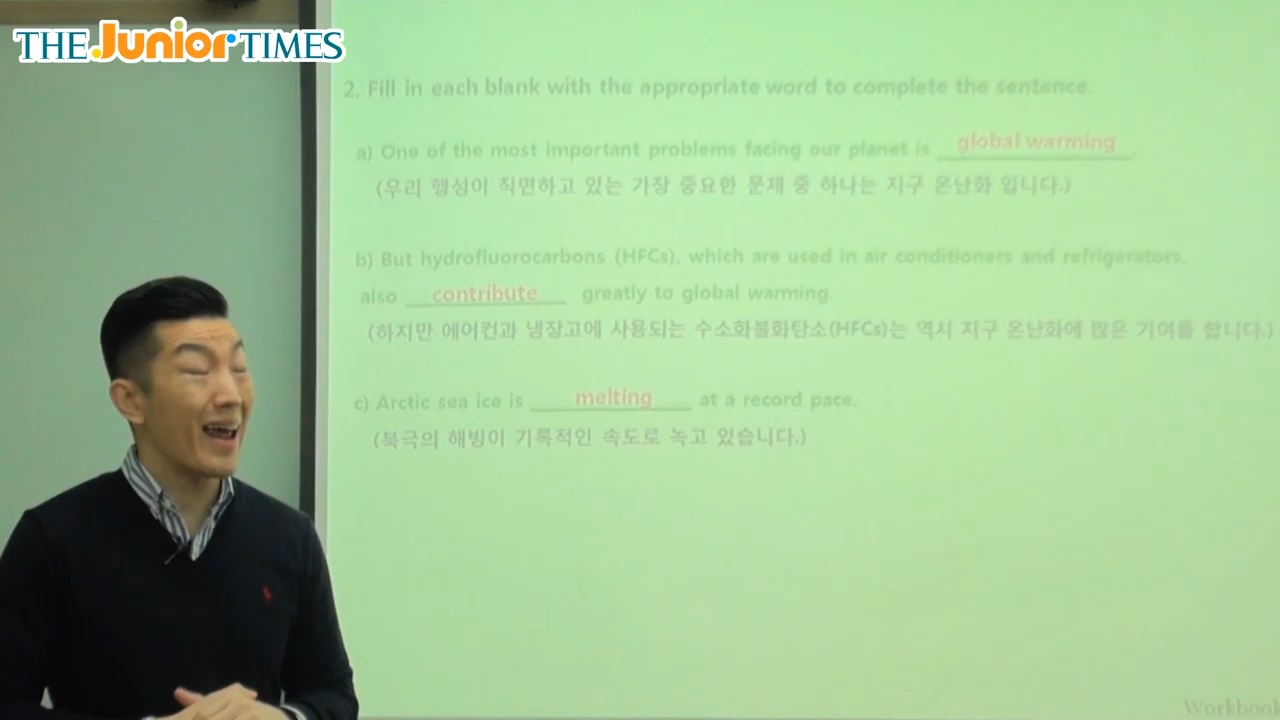 THE Junior TIMES
2. Fill in each blank with the appropriate word to complete the sentence.
a) One of the most important problems facing our planet is global warming.
(우리 행성이 직면하고 있는 가장 중요한 문제 중 하나는 지구 온난화 입니다.)
b) But hydrofluorocarbons (HFCs), which are used in air conditioners and refrigerators,
also contribute greatly to global warming.
(하지만 에어컨과 냉장고에 사용되는 수소화불화탄소(HFCs)는 역시 지구 온난화에 많은 기여를 합니다.)
c) Arctic sea ice is melting at a record pace.
(북극의 해빙이 기록적인 속도로 녹고 있습니다.)
Workbook